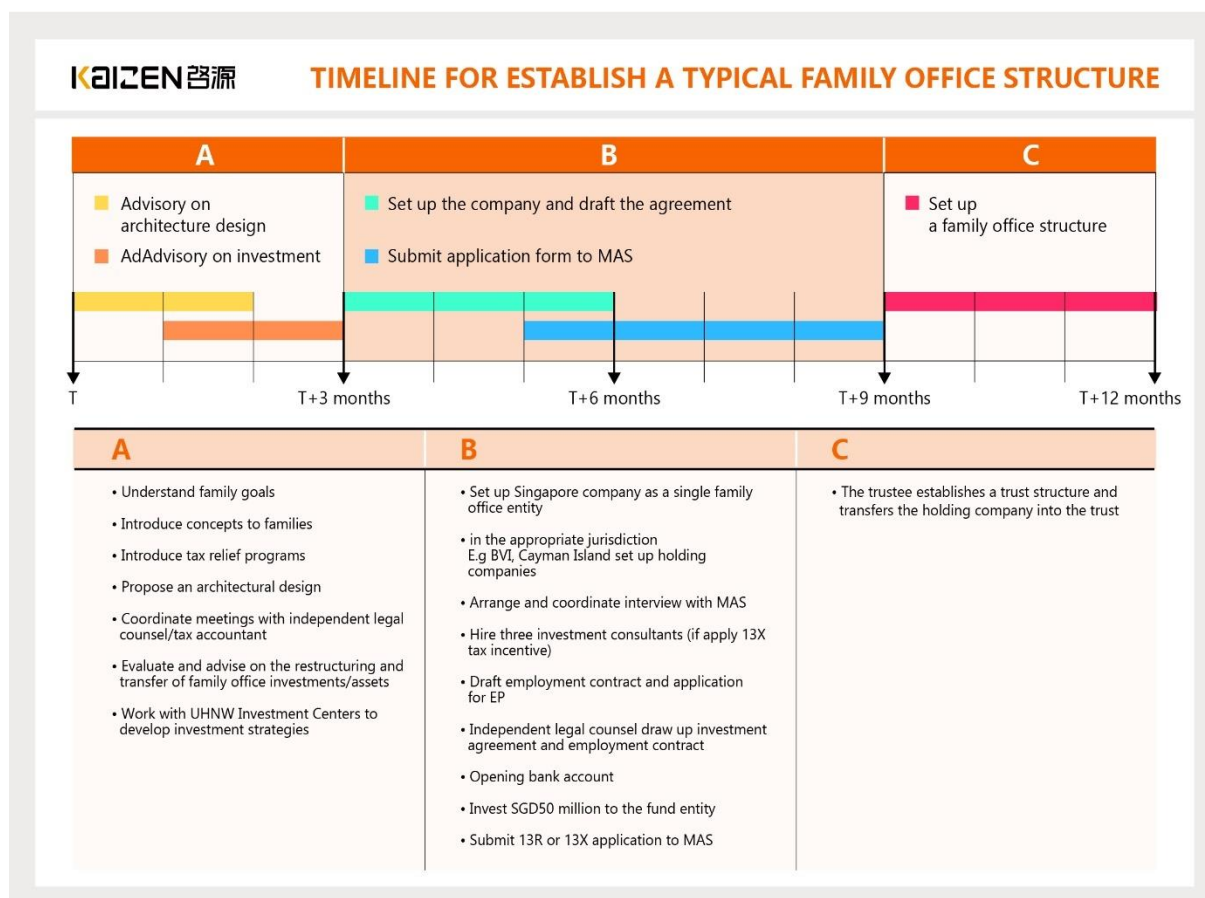 KaiZEN启源
TIMELINE FOR ESTABLISH A TYPICAL FAMILY OFFICE STRUCTURE
A
B
C
Advisory on
architecture design
AdAdvisory on investment
Set up the company and draft the agreement
Submit application form to MAS
Set up
a family office structure
T
T+3 months
T+6 months
T+9 months
T+12 months
A
• Understand family goals
• Introduce concepts to families
• Introduce tax relief programs
• Propose an architectural design
• Coordinate meetings with independent legal
counsel/tax accountant
• Evaluate and advise on the restructuring and
transfer of family office investments/assets
• Work with UHNW Investment Centers to
develop investment strategies
B
• Set up Singapore company as a single family
office entity
• in the appropriate jurisdiction
E.g BVI, Cayman Island set up holding
companies
• Arrange and coordinate interview with MAS
• Hire three investment consultants (if apply 13X
tax incentive)
• Draft employment contract and application
for EP
• Independent legal counsel draw up investment
agreement and employment contract
• Opening bank account
• Invest SGD50 million to the fund entity
• Submit 13R or 13X application to MAS
C
• The trustee establishes a trust structure and
transfers the holding company into the trust